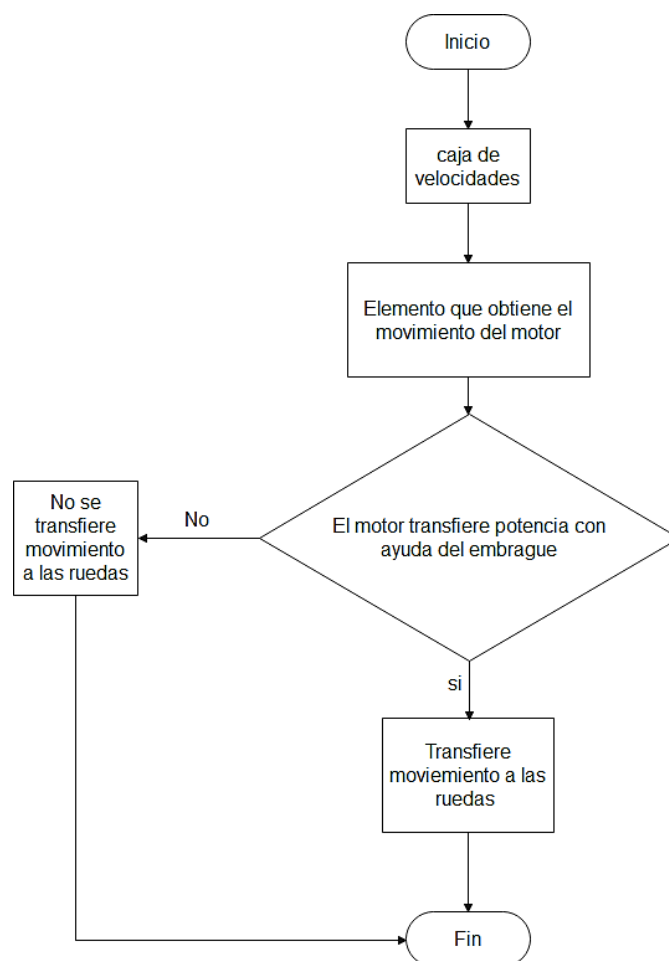 Inicio
caja de
velocidades
Elemento que obtiene el
movimiento del motor
El motor transfiere potencia con
ayuda del embrague
No
No se
transfiere
movimiento
a las ruedas
si
Transfiere
moviemiento a las
ruedas
Fin